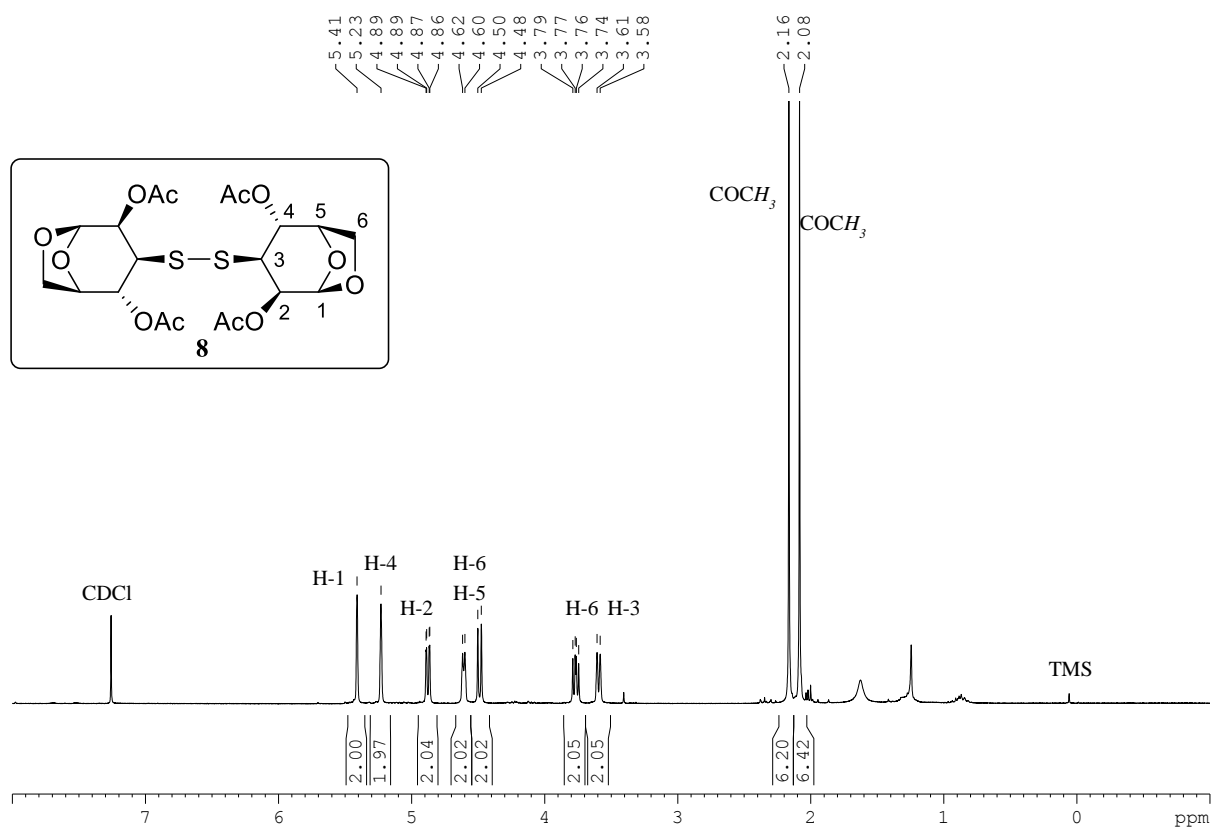 5.41
5.23
4.89
4.89
4.87
4.86
4.62
4.60
4.50
4.48
3.79
3.77
3.76
3.74
3.61
3.58
2.16
2.08
OAc AcO
4 5 6
O O S S 3 O O
2 1
OAc AcO
8
COCH3
COCH3
CDCl
H-1
H-4
H-2
H-6
H-5
H-6 H-3
TMS
2.00
1.97
2.04
2.02
2.02
2.05
2.05
6.20
6.42
7 6 5 4 3 2 1 0 ppm